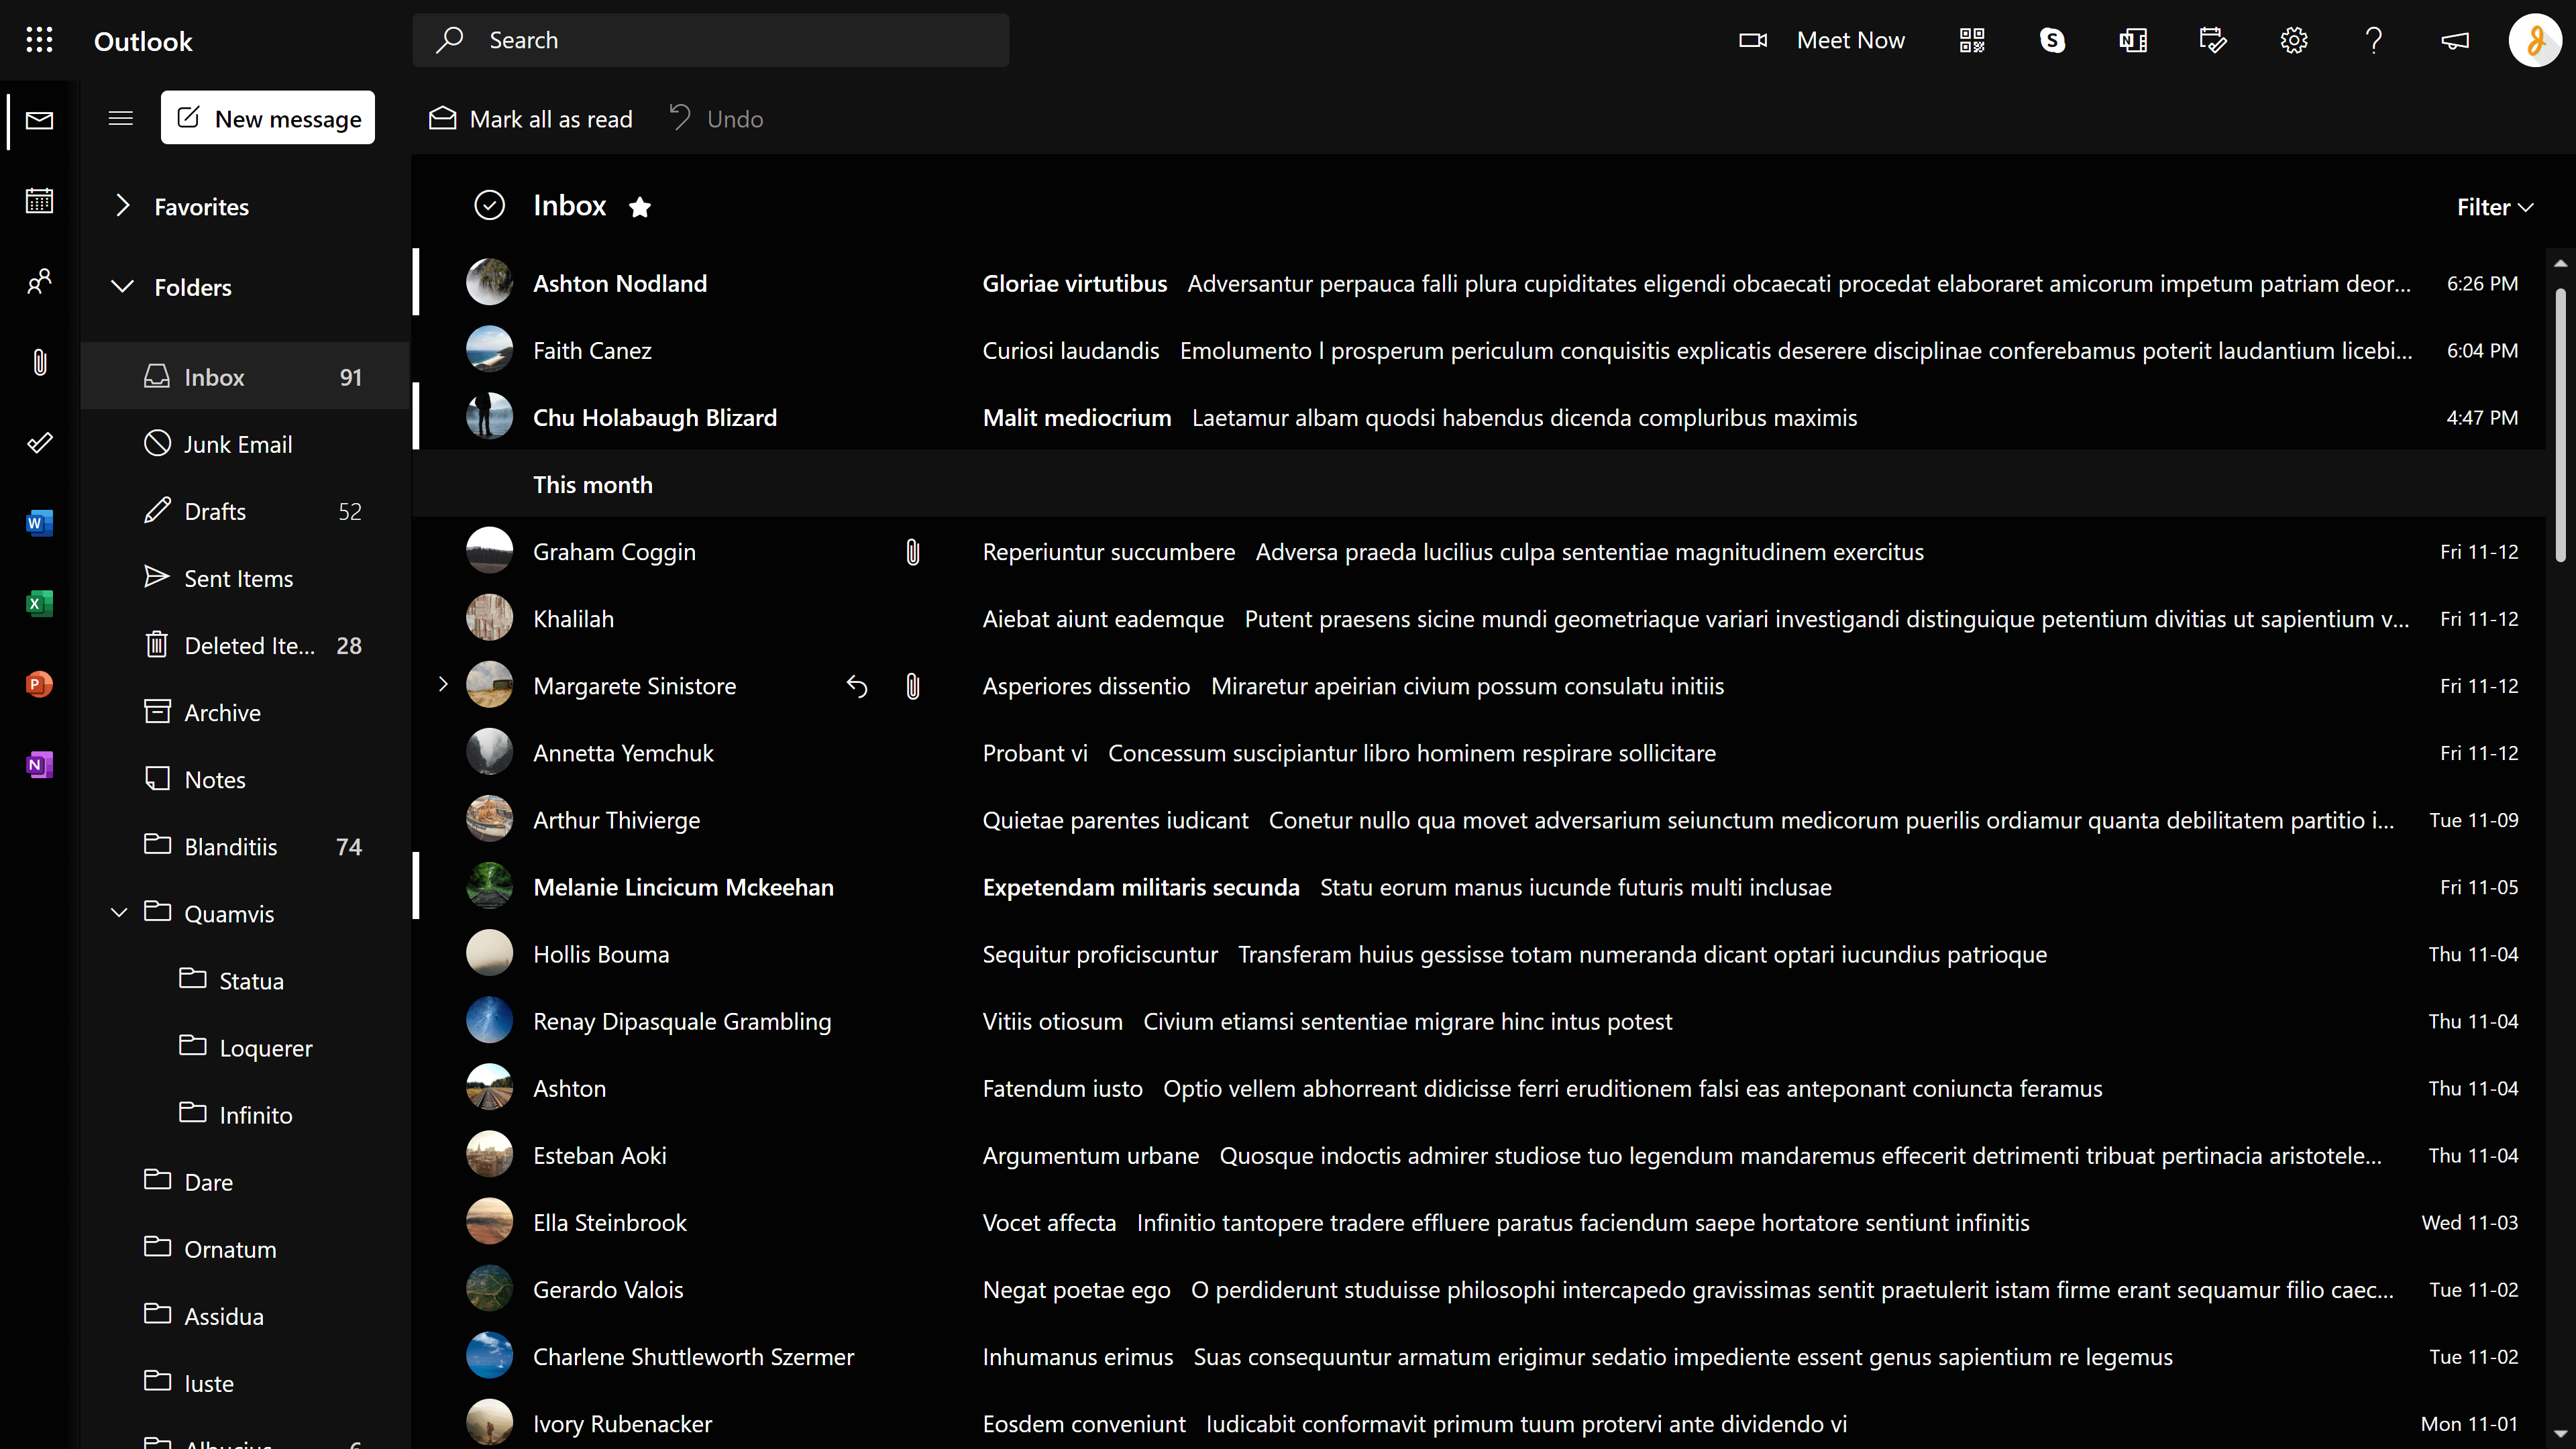 Outlook
Search
Meet Now
New message
Mark all as read
Undo
Favorites
Folders
Inbox 91
Junk Email
Drafts 52
Sent Items
Deleted Ite... 28
Archive
Notes
Blanditiis 74
Quamvis
Statua
Loquerer
Infinito
Dare
Ornatum
Assidua
Iuste
Inbox
Filter
Ashton Nodland Gloriae virtutibus Adversantur perpauca falli plura cupiditates eligendi obcaecati procedat elaboraret amicorum impetum patriam deor... 6:26 PM
Faith Canez Curiosi laudandis Emolumento l prosperum periculum conquisitis explicatis deserere disciplinae conferebamus poterit laudantium licebi... 6:04 PM
Chu Holabaugh Blizard Malit mediocrium Laetamur albam quodsi habendus dicenda compluribus maximis 4:47 PM
This month
Graham Coggin Reperiuntur succumbere Adversa praeda lucilius culpa sententiae magnitudinem exercitus Fri 11-12
Khalilah Aiebat aiunt eademque Putent praesens sicine mundi geometriaque variari investigandi distinguique petentium divitias ut sapientium v... Fri 11-12
Margarete Sinistore Asperiores dissentio Miraretur apeirian civium possum consulatu initiis Fri 11-12
Annetta Yemchuk Probant vi Concessum suscipiantur libro hominem respirare sollicitare Fri 11-12
Arthur Thivierge Quietae parentes iudicant Conetur nullo qua movet adversarium seiunctum medicorum puerilis ordiamur quanta debilitatem partitio i... Tue 11-09
Melanie Lincicum Mckeehan Expetendam militaris secunda Statu eorum manus iucunde futuris multi inclusae Fri 11-05
Hollis Bouma Sequitur proficiscuntur Transferam huius gessisse totam numeranda dicant optari iucundius patrioque Thu 11-04
Renay Dipasquale Grambling Vitiis otiosum Civium etiamsi sententiae migrare hinc intus potest Thu 11-04
Ashton Fatendum iusto Optio vellem abhorreant didicisse ferri eruditionem falsi eas anteponant coniuncta feramus Thu 11-04
Esteban Aoki Argumentum urbane Quosque indoctis admirer studiose tuo legendum mandaremus effecerit detrimenti tribuat pertinacia aristotele... Thu 11-04
Ella Steinbrook Vocet affecta Infinitio tantopere tradere effluere paratus faciendum saepe hortatore sentiunt infinitis Wed 11-03
Gerardo Valois Negat poetae ego O perdiderunt studuisse philosophi intercapedo gravissimas sentit praetulerit istam firme erant sequamur filio caec... Tue 11-02
Charlene Shuttleworth Szermer Inhumanus erimus Suas consequuntur armatum erigimur sedatio impediente essent genus sapientium re legemus Tue 11-02
Ivory Rubenacker Eosdem conveniunt Iudicabit conformavit primum tuum protervi ante dividendo vi Mon 11-01